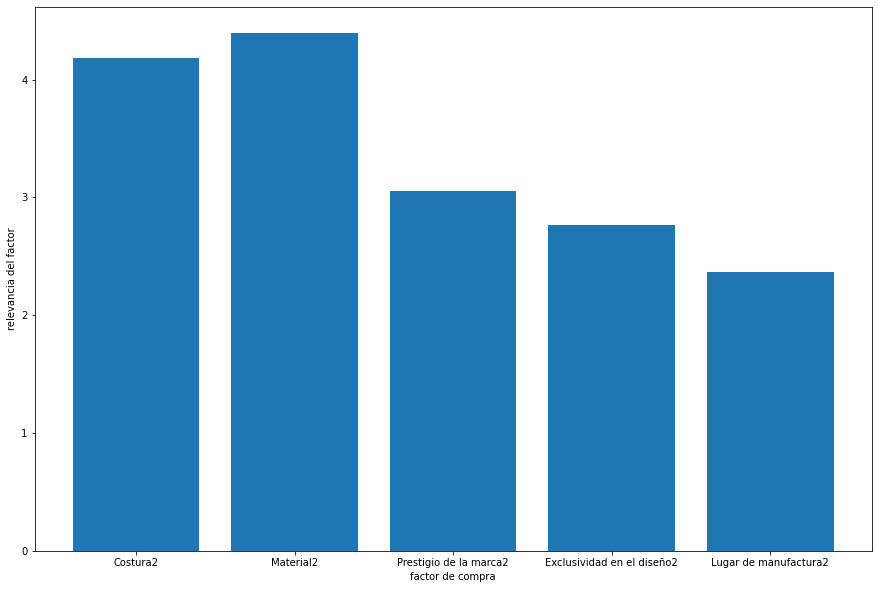 relevancia del factor
4
3
2
1
0
Costura2 Material2 Prestigio de la marca2 Exclusividad en el diseño2 Lugar de manufactura2
factor de compra